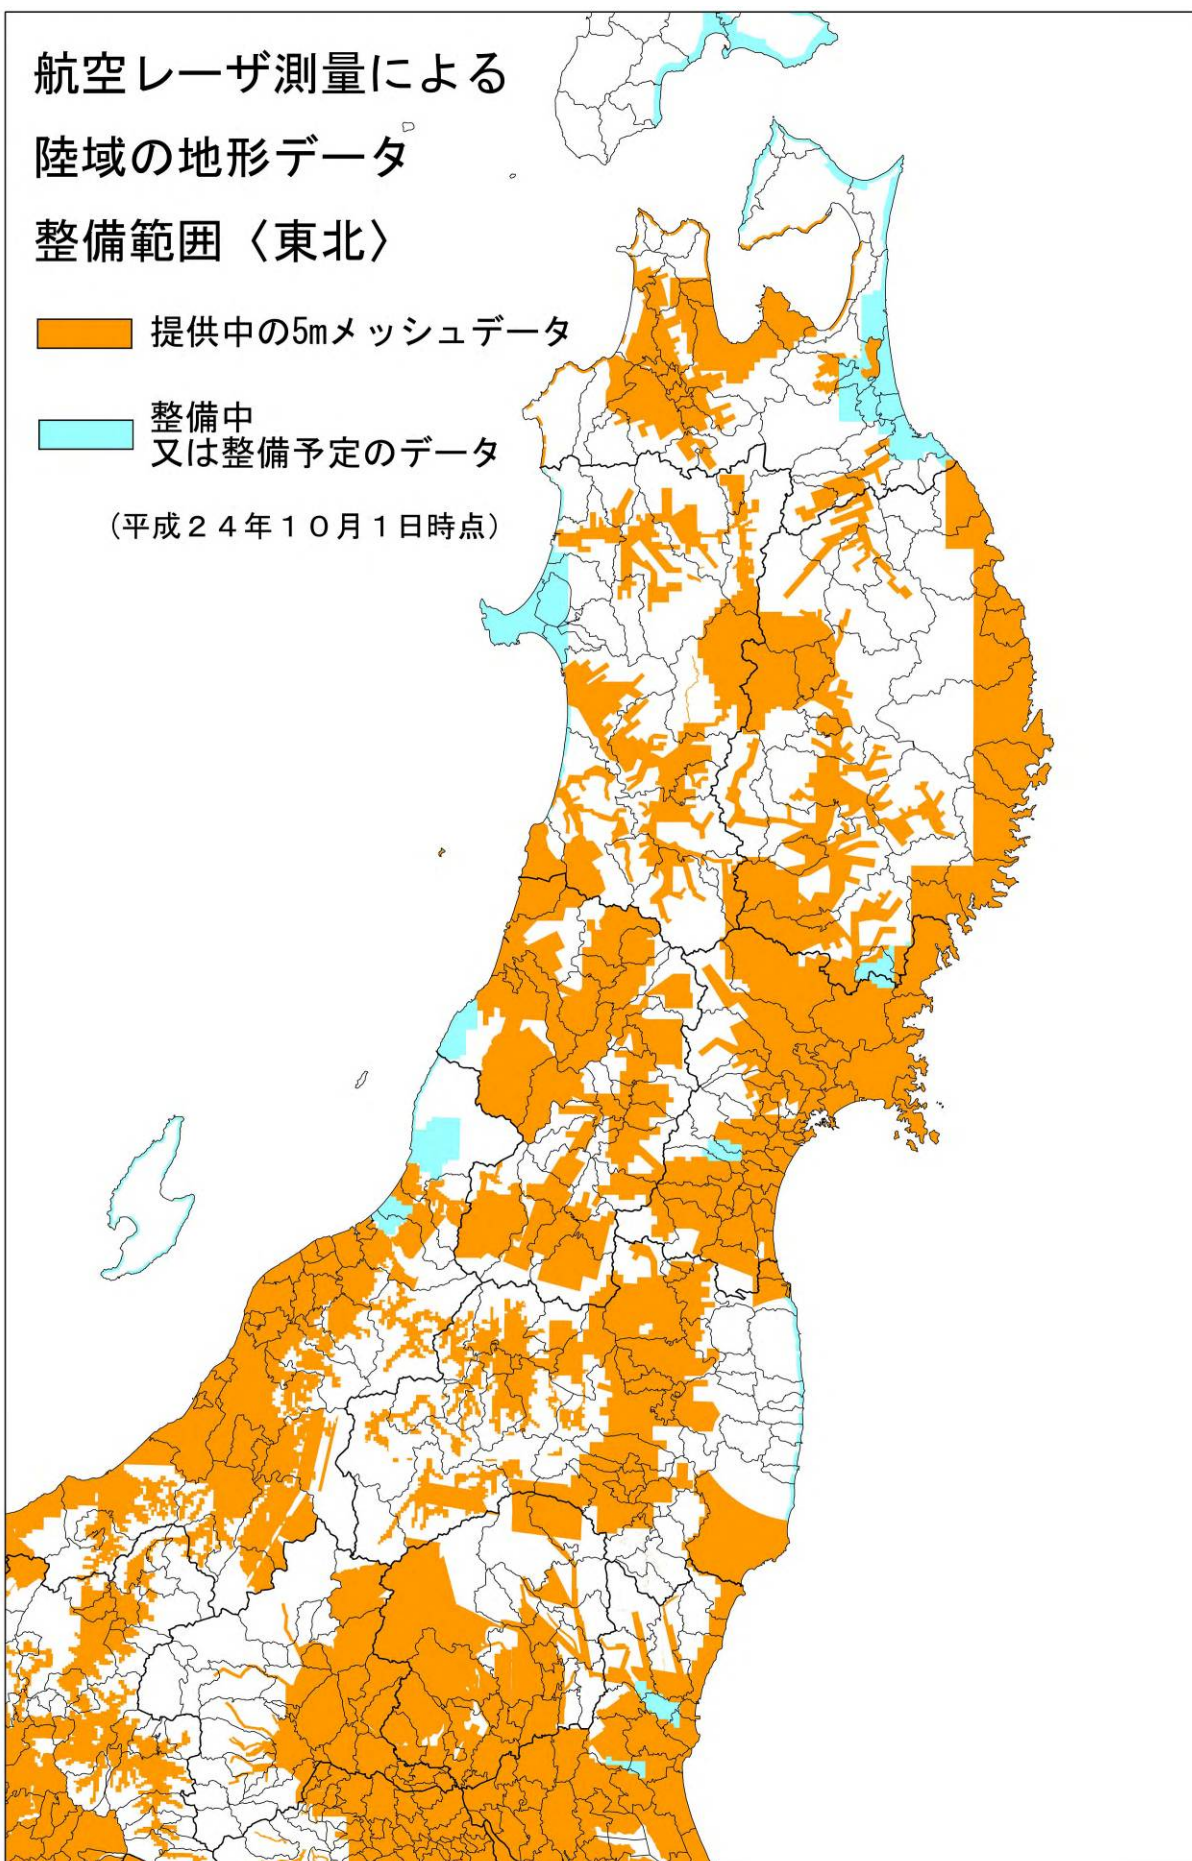 航空レーザ測量による
陸域の地形データ
整備範囲〈東北〉
提供中の5mメッシュデータ
整備中
又は整備予定のデータ
（平成２４年１０月１日時点）